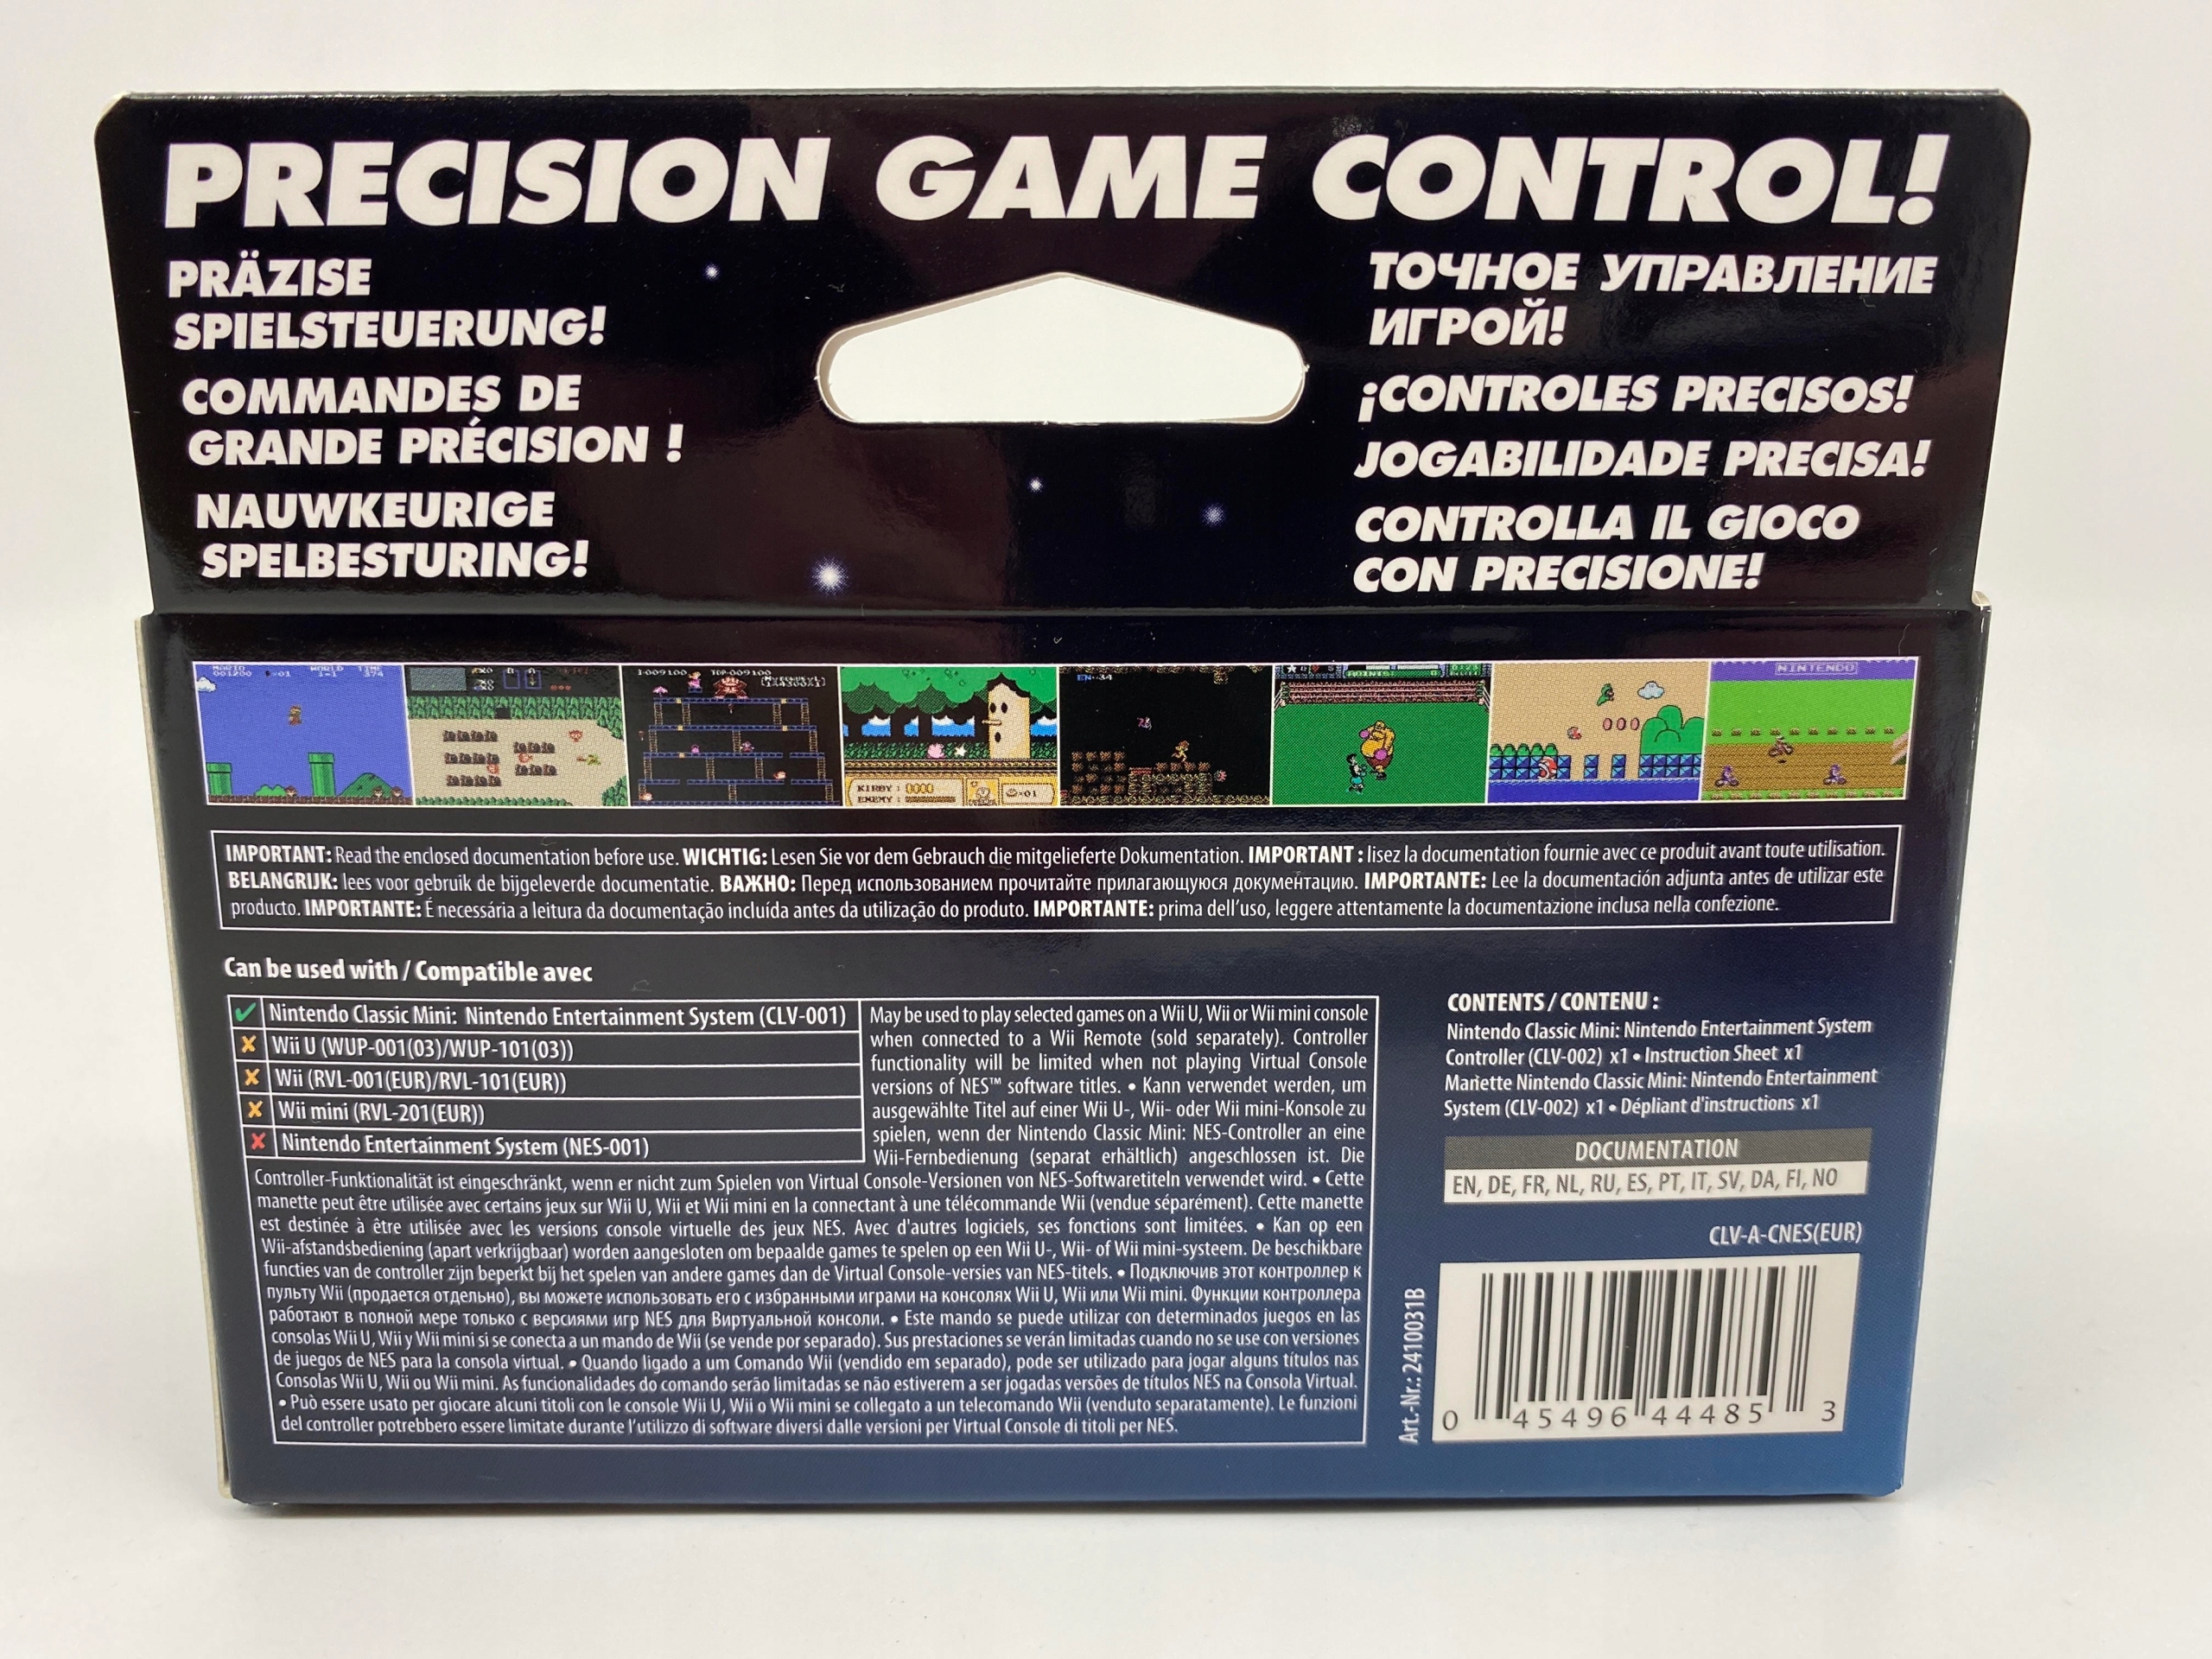 PRECISION GAME CONTROL!
PRÄZISE
SPIELSTEUERUNG!
COMMANDES DE
GRANDE PRÉCISION !
NAUWKEURIGE
SPELBESTURING!
ТОЧНОЕ УПРАВЛЕНИЕ
ИГРОЙ!
¡CONTROLES PRECISOS!
JOGABILIDADE PRECISA!
CONTROLLA IL GIOCO
CON PRECISIONE!
MARIO WORLD TIME
001200 1-1 374
TOP-009100
KIRBY :
ENEMY :
EN-34
NINTENDO
IMPORTANT: Read the enclosed documentation before use. WICHTIG: Lesen Sie vor dem Gebrauch die mitgelieferte Dokumentation. IMPORTANT : lisez la documentation fournie avec ce produit avant toute utilisation.
BELANGRIJK: lees voor gebruik de bijgeleverde documentatie. ВАЖНО: Перед использованием прочитайте прилагающуюся документацию. IMPORTANTE: Lee la documentación adjunta antes de utilizar este
producto. IMPORTANTE: É necessária a leitura da documentação incluída antes da utilização do produto. IMPORTANTE: prima dell'uso, leggere attentamente la documentazione inclusa nella confezione.
Can be used with / Compatible avec
✓ Nintendo Classic Mini: Nintendo Entertainment System (CLV-001)
✗ Wii U (WUP-001(03)/WUP-101(03))
✗ Wii (RVL-001(EUR)/RVL-101(EUR))
✗ Wii mini (RVL-201(EUR))
✗ Nintendo Entertainment System (NES-001)
May be used to play selected games on a Wii U, Wii or Wii mini console
when connected to a Wii Remote (sold separately). Controller
functionality will be limited when not playing Virtual Console
versions of NES™ software titles. • Kann verwendet werden, um
ausgewählte Titel auf einer Wii U-, Wii- oder Wii mini-Konsole zu
spielen, wenn der Nintendo Classic Mini: NES-Controller an eine
Wii-Fernbedienung (separat erhältlich) angeschlossen ist. Die
Controller-Funktionalität ist eingeschränkt, wenn er nicht zum Spielen von Virtual Console-Versionen von NES-Softwaretiteln verwendet wird. • Cette
manette peut être utilisée avec certains jeux sur Wii U, Wii et Wii mini en la connectant à une télécommande Wii (vendue séparément). Cette manette
est destinée à être utilisée avec les versions console virtuelle des jeux NES. Avec d'autres logiciels, ses fonctions sont limitées. • Kan op een
Wii-afstandsbediening (apart verkrijgbaar) worden aangesloten om bepaalde games te spelen op een Wii U-, Wii- of Wii mini-systeem. De beschikbare
functies van de controller zijn beperkt bij het spelen van andere games dan de Virtual Console-versies van NES-titels. • Подключив этот контроллер к
пульту Wii (продается отдельно), вы можете использовать его с избранными играми на консолях Wii U, Wii или Wii mini. Функции контроллера
работают в полной мере только с версиями игр NES для Виртуальной консоли. • Este mando se puede utilizar con determinados juegos en las
consolas Wii U, Wii y Wii mini si se conecta a un mando de Wii (se vende por separado). Sus prestaciones se verán limitadas cuando no se use con versiones
de juegos de NES para la consola virtual. • Quando ligado a um Comando Wii (vendido em separado), pode ser utilizado para jogar alguns títulos nas
Consolas Wii U, Wii ou Wii mini. As funcionalidades do comando serão limitadas se não estiverem a ser jogadas versões de títulos NES na Consola Virtual.
• Può essere usato per giocare alcuni titoli con le console Wii U, Wii o Wii mini se collegato a un telecomando Wii (venduto separatamente). Le funzioni
del controller potrebbero essere limitate durante l'utilizzo di software diversi dalle versioni per Virtual Console di titoli per NES.
CONTENTS / CONTENU :
Nintendo Classic Mini: Nintendo Entertainment System
Controller (CLV-002) x1 • Instruction Sheet x1
Manette Nintendo Classic Mini: Nintendo Entertainment
System (CLV-002) x1 • Dépliant d'instructions x1
DOCUMENTATION
EN, DE, FR, NL, RU, ES, PT, IT, SV, DA, FI, NO
CLV-A-CNES(EUR)
Art.-Nr.: 2410031B
0 45496 44485 3